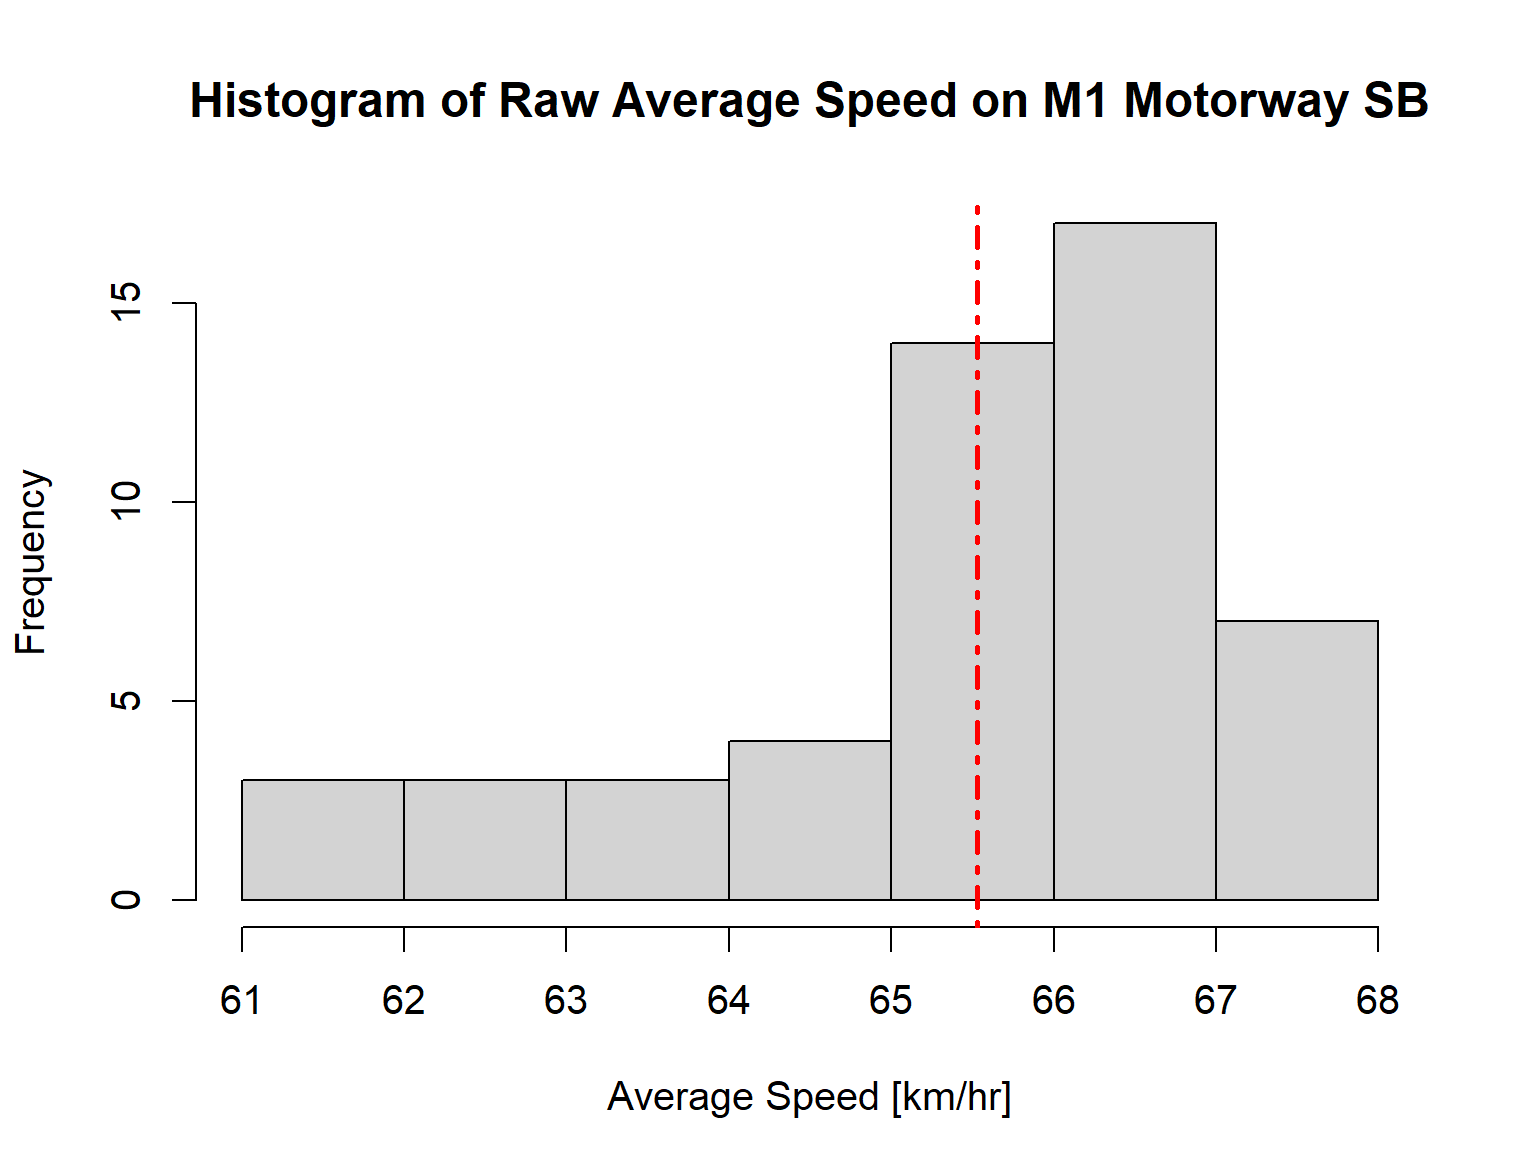 Histogram of Raw Average Speed on M1 Motorway SB
Frequency
15
10
5
0
61 62 63 64 65 66 67 68
Average Speed [km/hr]